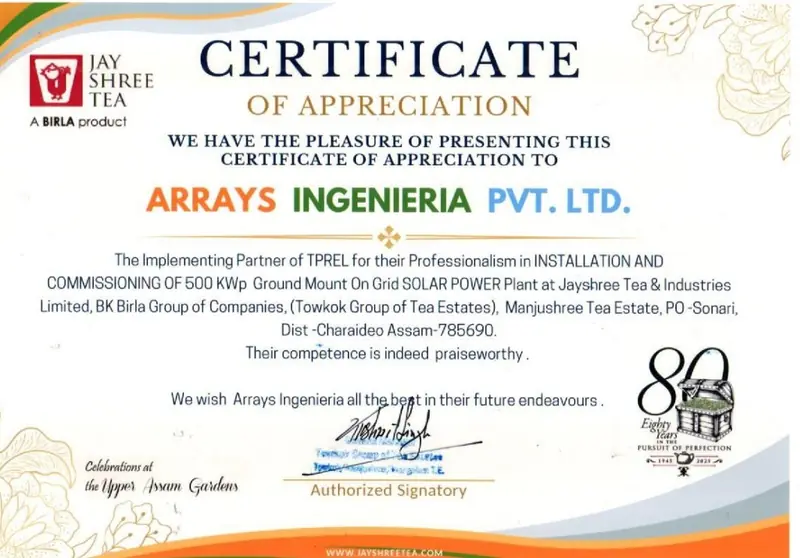 JAY
SHREE
TEA
A BIRLA product
CERTIFICATE
OF APPRECIATION
WE HAVE THE PLEASURE OF PRESENTING THIS
CERTIFICATE OF APPRECIATION TO
ARRAYS INGENIERIA PVT. LTD.
The Implementing Partner of TPREL for their Professionalism in INSTALLATION AND
COMMISSIONING OF 500 KWp Ground Mount On Grid SOLAR POWER Plant at Jayshree Tea & Industries
Limited, BK Birla Group of Companies, (Towkok Group of Tea Estates), Manjushree Tea Estate, PO -Sonari,
Dist -Charaideo Assam-785690.
Their competence is indeed praiseworthy .
We wish Arrays Ingenieria all the best in their future endeavours .
80
Eighty
Years
IN THE
PURSUIT OF PERFECTION
1945 2025
Celebrations at
the Upper Assam Gardens
Authorized Signatory
WWW.JAYSHREETEA.COM